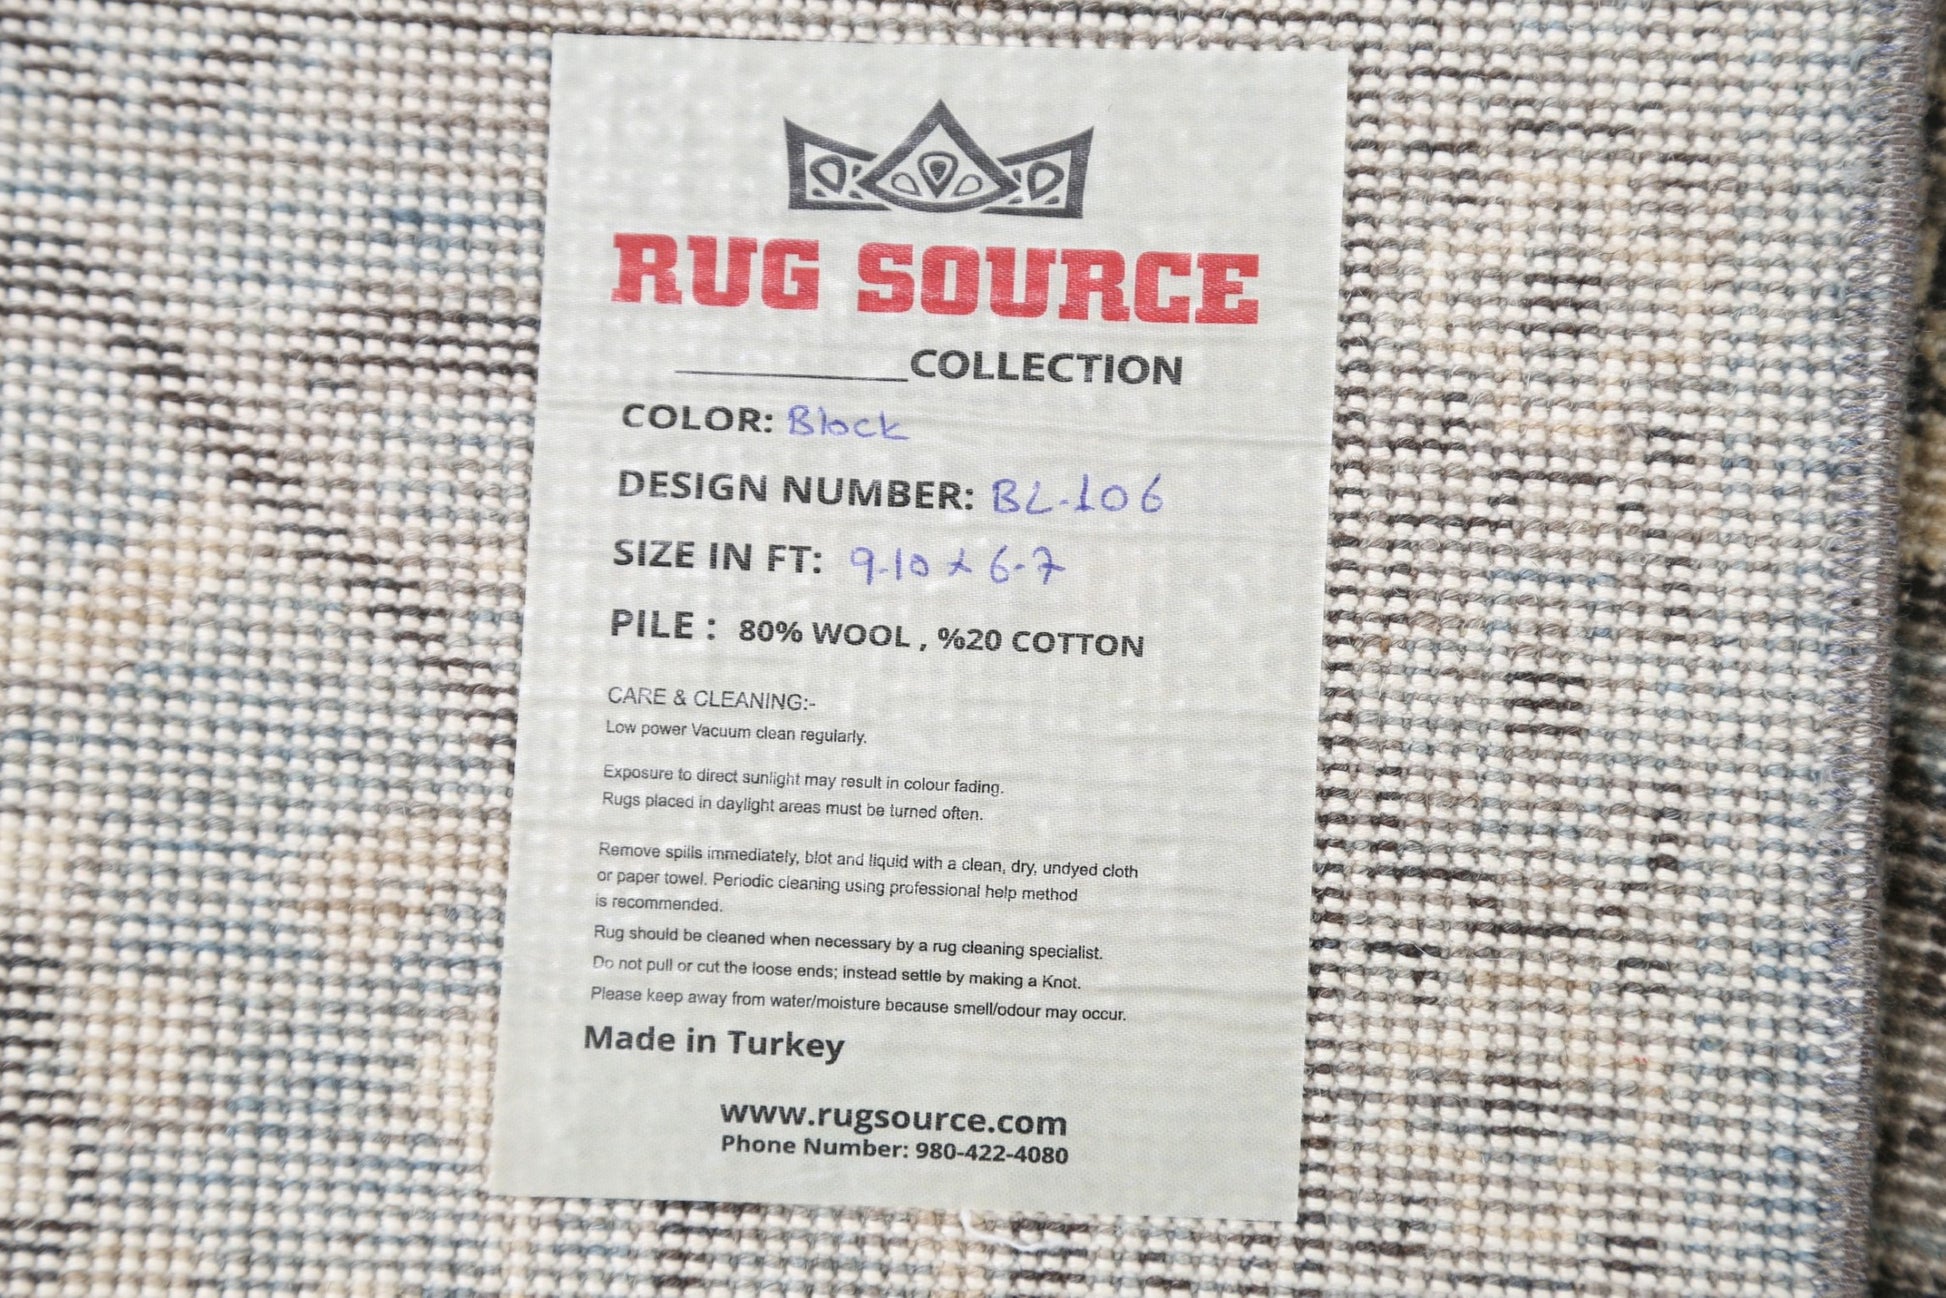 RUG SOURCE
__________COLLECTION
COLOR: Block
DESIGN NUMBER: BL-106
SIZE IN FT: 9-10 x 6-7
PILE : 80% WOOL , %20 COTTON
CARE & CLEANING:-
Low power Vacuum clean regularly.
Exposure to direct sunlight may result in colour fading.
Rugs placed in daylight areas must be turned often.
Remove spills immediately, blot and liquid with a clean, dry, undyed cloth
or paper towel. Periodic cleaning using professional help method
is recommended.
Rug should be cleaned when necessary by a rug cleaning specialist.
Do not pull or cut the loose ends; instead settle by making a Knot.
Please keep away from water/moisture because smell/odour may occur.
Made in Turkey
www.rugsource.com
Phone Number: 980-422-4080